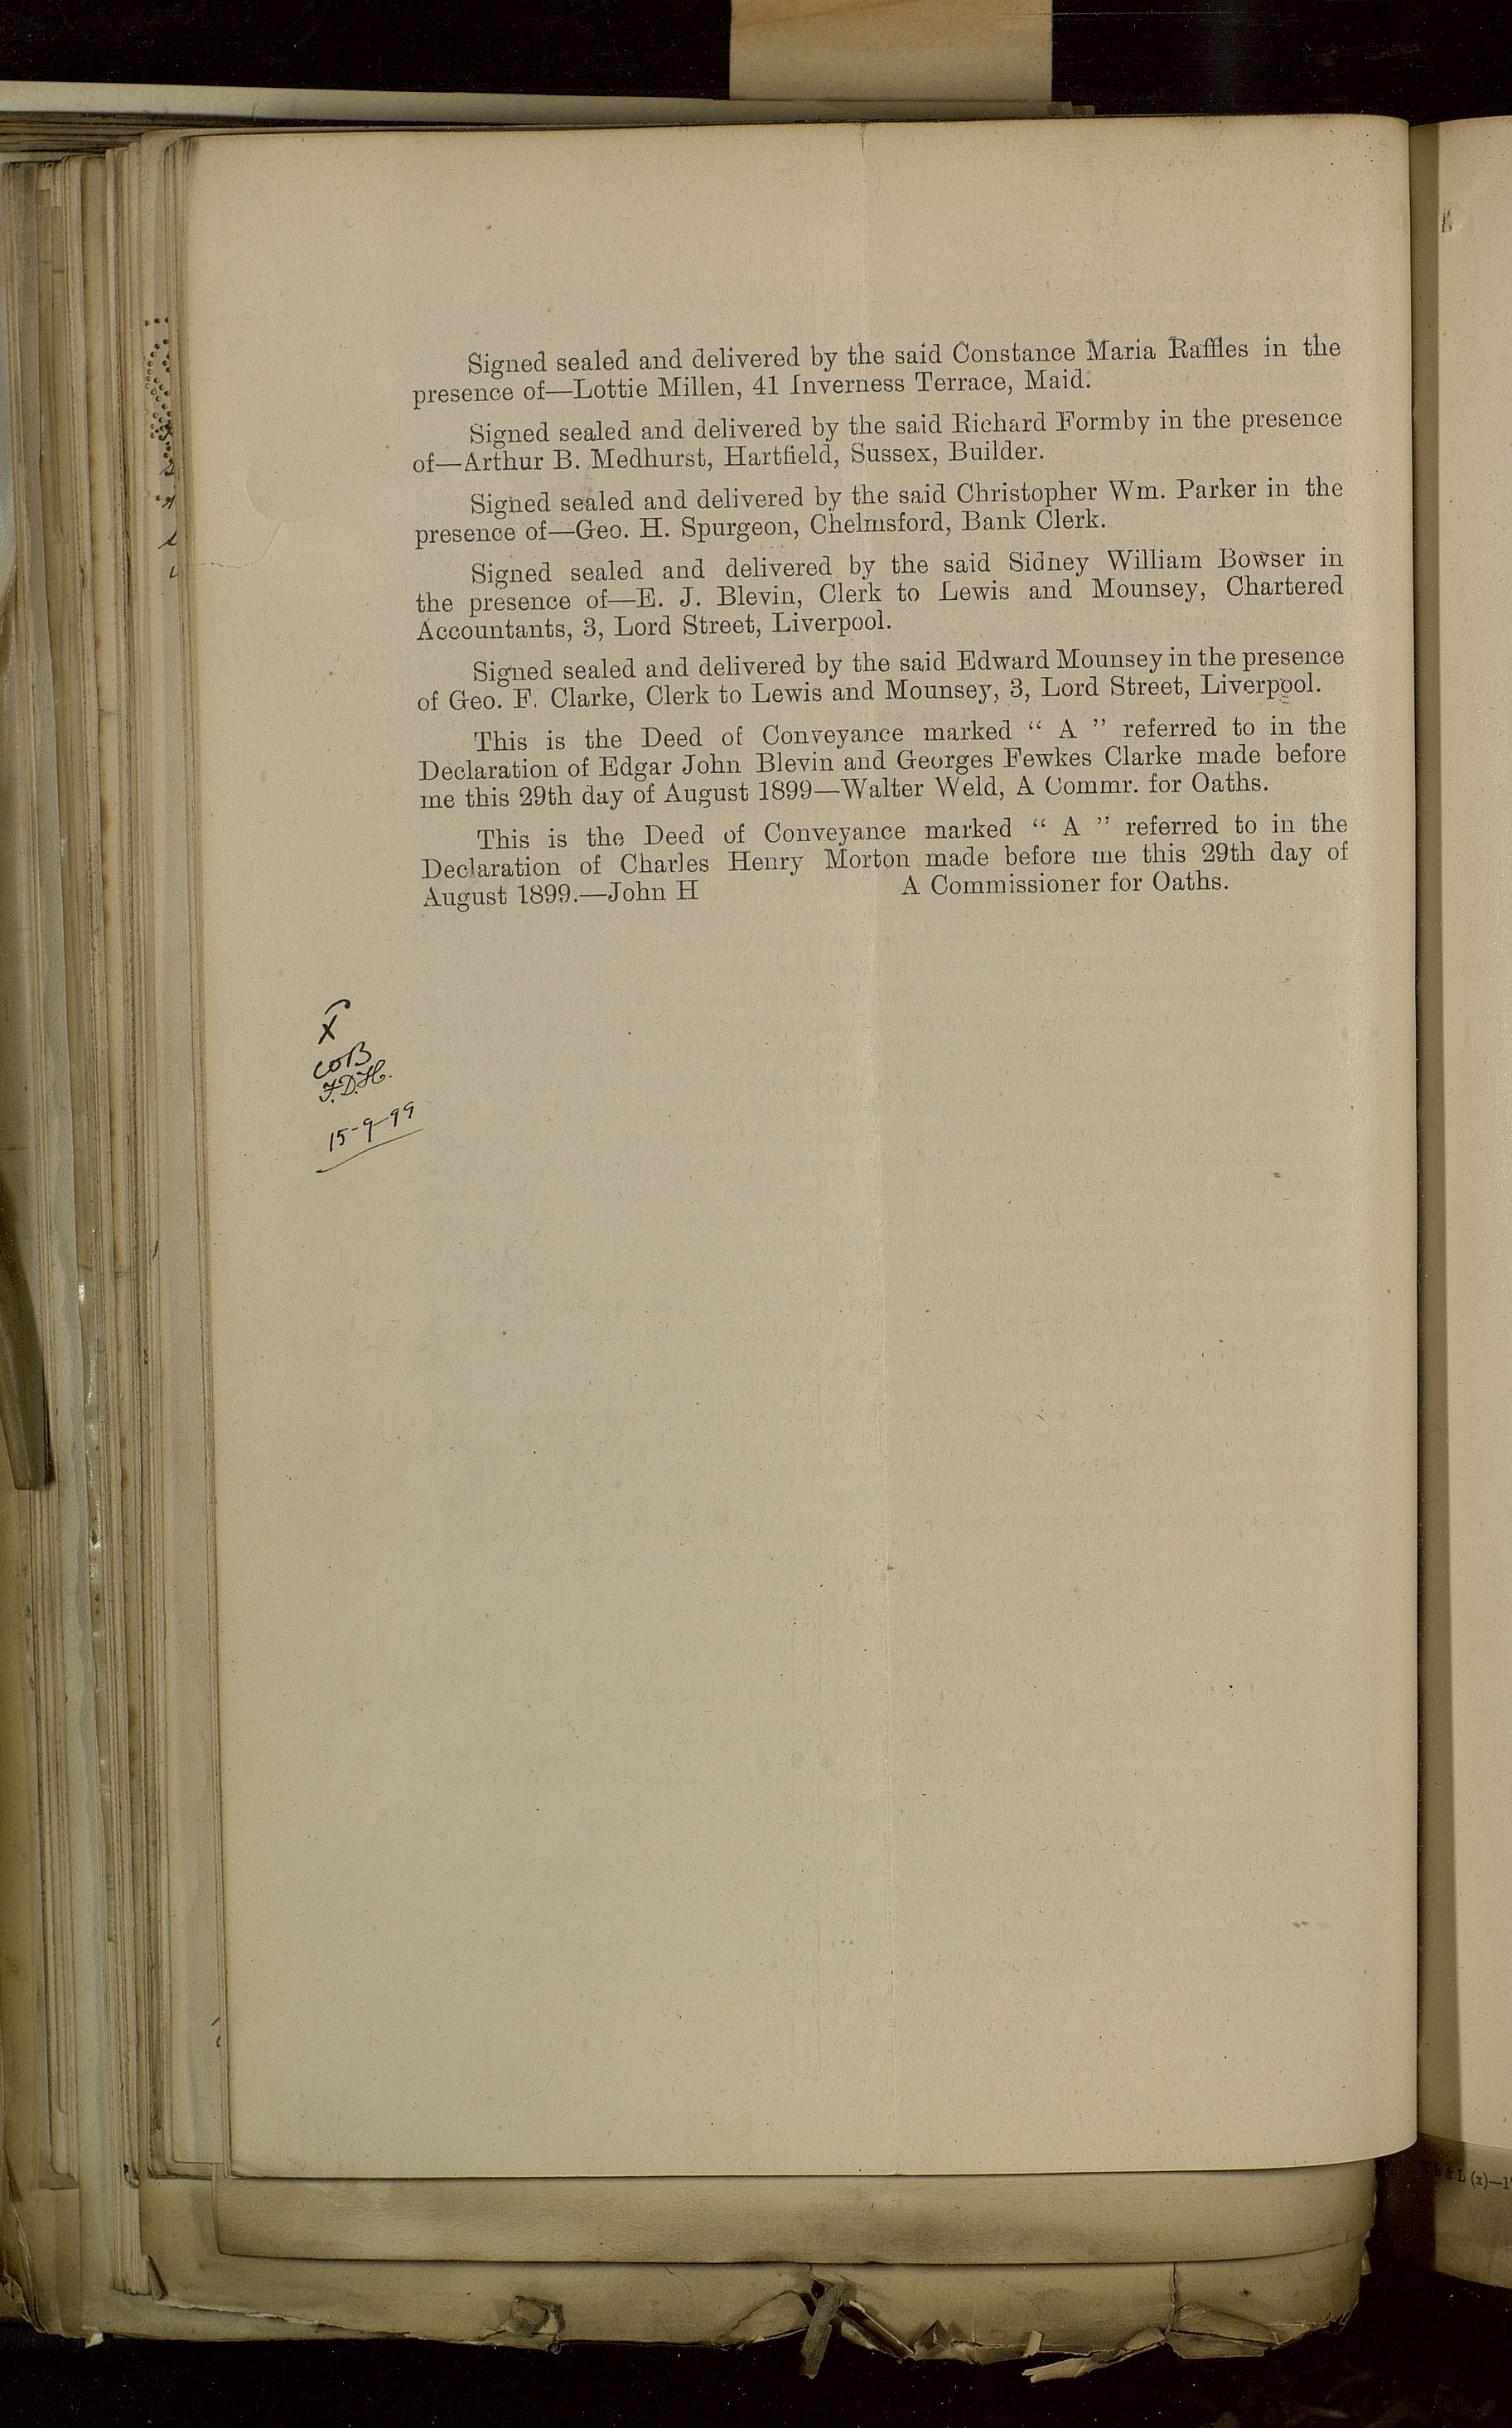 Signed sealed and delivered by the said Constance Maria Raffles in the
presence of—Lottie Millen, 41 Inverness Terrace, Maid.
Signed sealed and delivered by the said Richard Formby in the presence
of—Arthur B. Medhurst, Hartfield, Sussex, Builder.
Signed sealed and delivered by the said Christopher Wm. Parker in the
presence of—Geo. H. Spurgeon, Chelmsford, Bank Clerk.
Signed sealed and delivered by the said Sidney William Bowser in
the presence of—E. J. Blevin, Clerk to Lewis and Mounsey, Chartered
Accountants, 3, Lord Street, Liverpool.
Signed sealed and delivered by the said Edward Mounsey in the presence
of Geo. F. Clarke, Clerk to Lewis and Mounsey, 3, Lord Street, Liverpool.
This is the Deed of Conveyance marked “ A ” referred to in the
Declaration of Edgar John Blevin and Georges Fewkes Clarke made before
me this 29th day of August 1899—Walter Weld, A Commr. for Oaths.
This is the Deed of Conveyance marked “ A ” referred to in the
Declaration of Charles Henry Morton made before me this 29th day of
August 1899.—John H A Commissioner for Oaths.
X
COB
F.D.H.
15-9-99
& L (x)—1